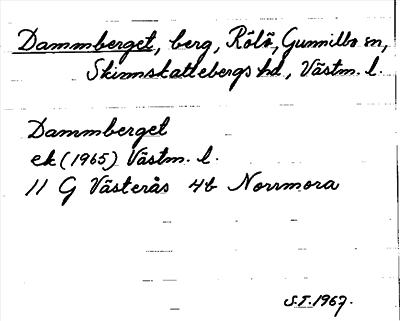 Dammberget, berg, Rölö, Gunnilbo sn,
Skinnskattebergs hd, Västm. l.
Dammberget
ek (1965) Västm. l.
11 G Västerås 4b Norrmora
S.T. 1967.